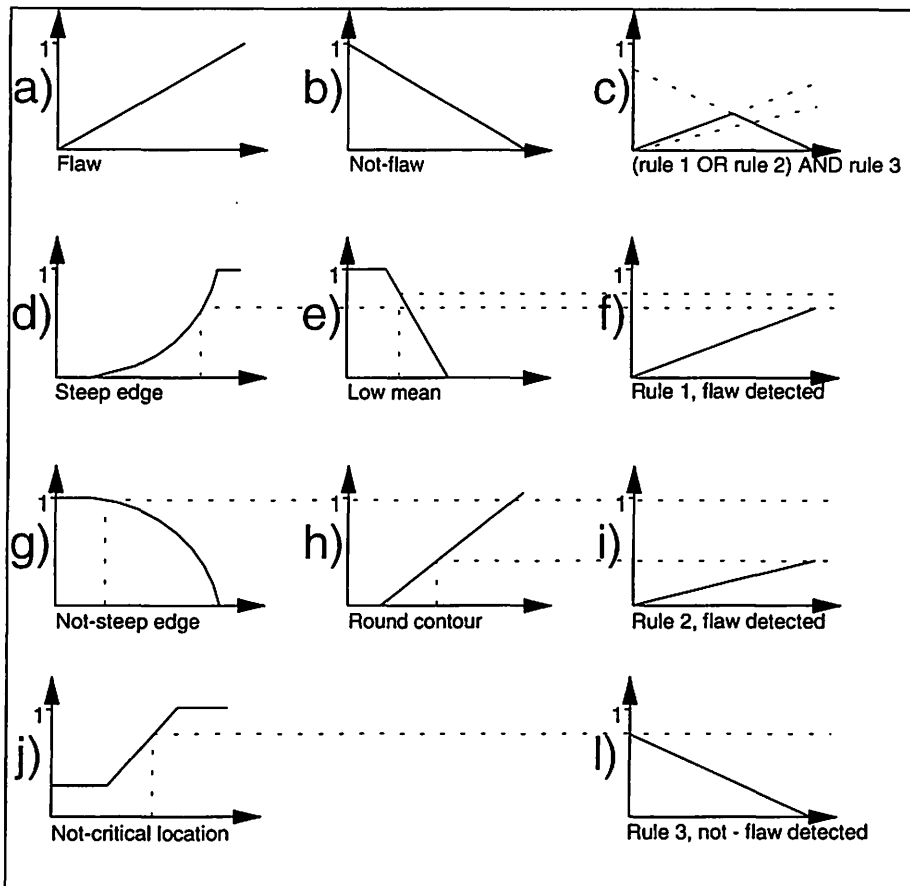 1
1
a)
b)
c)
Flaw
Not-flaw
(rule 1 OR rule 2) AND rule 3
1
1
d)
e)
f)
Steep edge
Low mean
Rule 1, flaw detected
1
1
1
g)
h)
i)
Not-steep edge
Round contour
Rule 2, flaw detected
1
1
j)
l)
Not-critical location
Rule 3, not - flaw detected